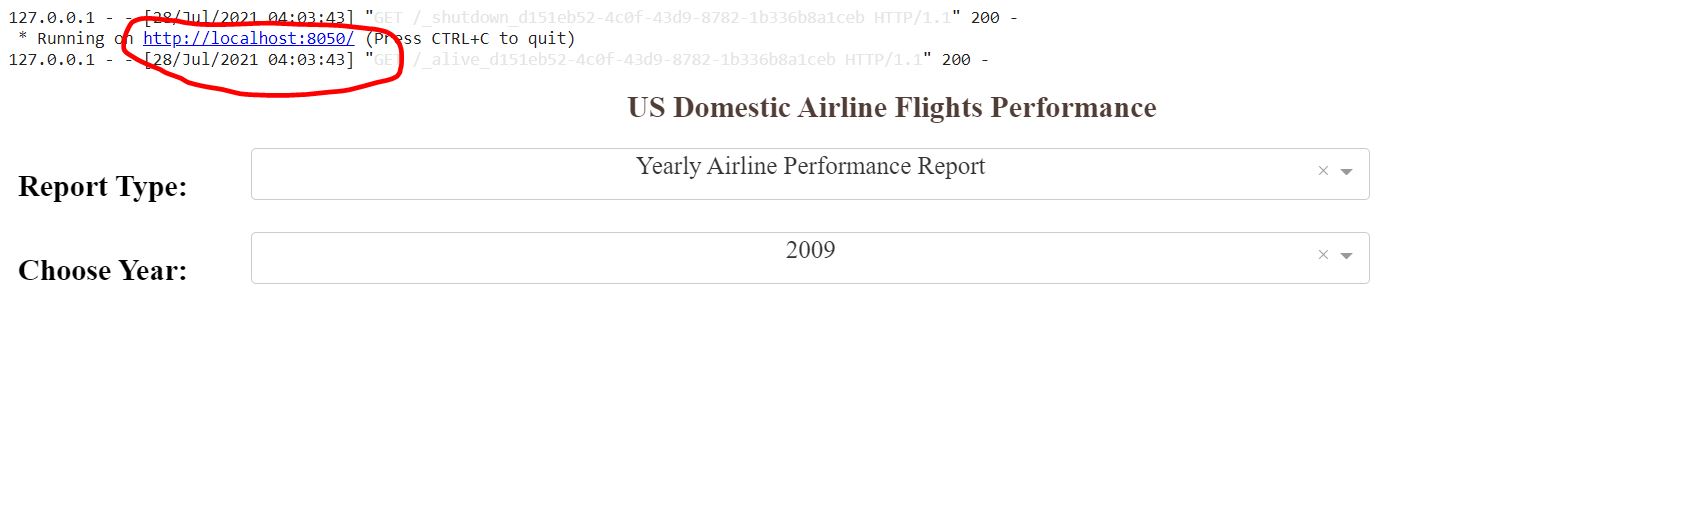 127.0.0.1 - - [28/Jul/2021 04:03:43] "GET /_shutdown_d151eb52-4c0f-43d9-8782-1b336b8a1ceb HTTP/1.1" 200 -
* Running on http://localhost:8050/ (Press CTRL+C to quit)
127.0.0.1 - - [28/Jul/2021 04:03:43] "GET /_alive_d151eb52-4c0f-43d9-8782-1b336b8a1ceb HTTP/1.1" 200 -
US Domestic Airline Flights Performance
Report Type: Yearly Airline Performance Report × 
Choose Year: 2009 ×